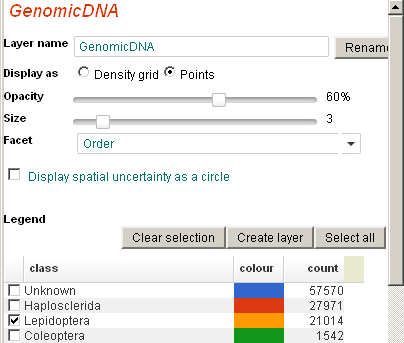 GenomicDNA
Layer name GenomicDNA Rename
Display as Density grid Points
Opacity 60%
Size 3
Facet Order
Display spatial uncertainty as a circle
Legend
Clear selection Create layer Select all
class colour count
Unknown 57570
Haplosclerida 27971
Lepidoptera 21014
Coleoptera 1542